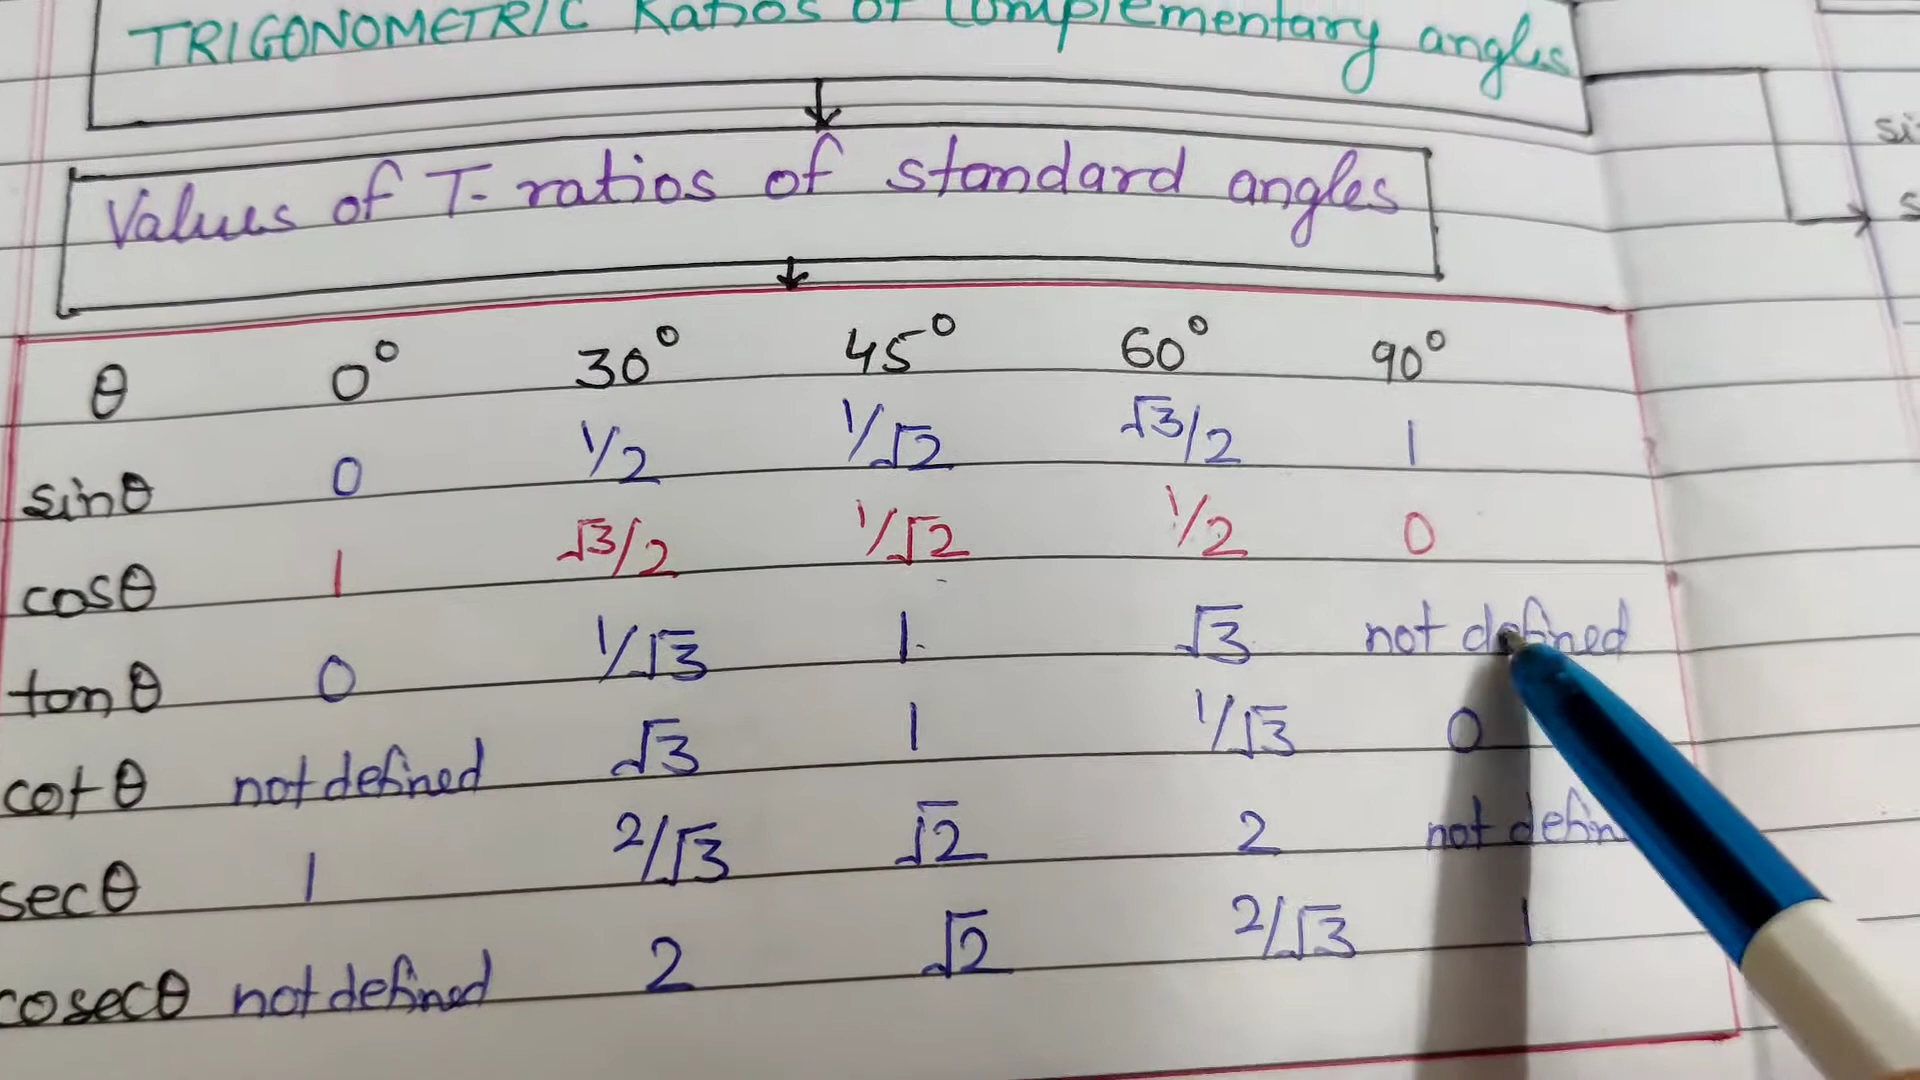 TRIGONOMETRIC Ratios of Complementary angles
Values of T-ratios of standard angles
θ 0° 30° 45° 60° 90°
sinθ 0 1/2 1/√2 √3/2 1
cosθ 1 √3/2 1/√2 1/2 0
tanθ 0 1/√3 1 √3 not defined
cotθ not defined √3 1 1/√3 0
secθ 1 2/√3 √2 2 not defin
cosecθ not defined 2 √2 2/√3 1